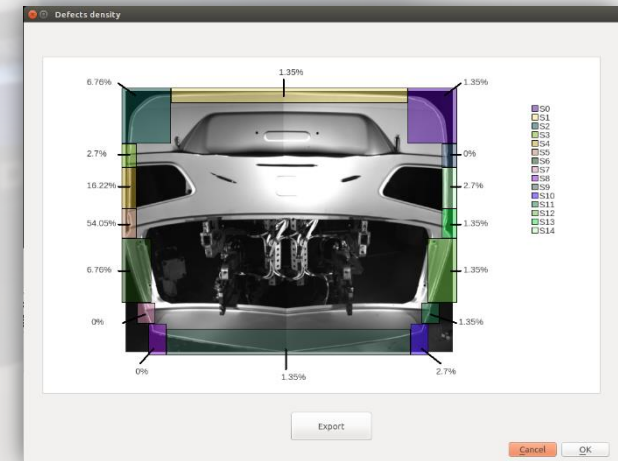 Defects density
1.35%
6.76%
1.35%
2.7%
0%
16.22%
2.7%
54.05%
1.35%
6.76%
1.35%
0%
1.35%
0%
1.35%
2.7%
S0
S1
S2
S3
S4
S5
S6
S7
S8
S9
S10
S11
S12
S13
S14
Export
Cancel
OK